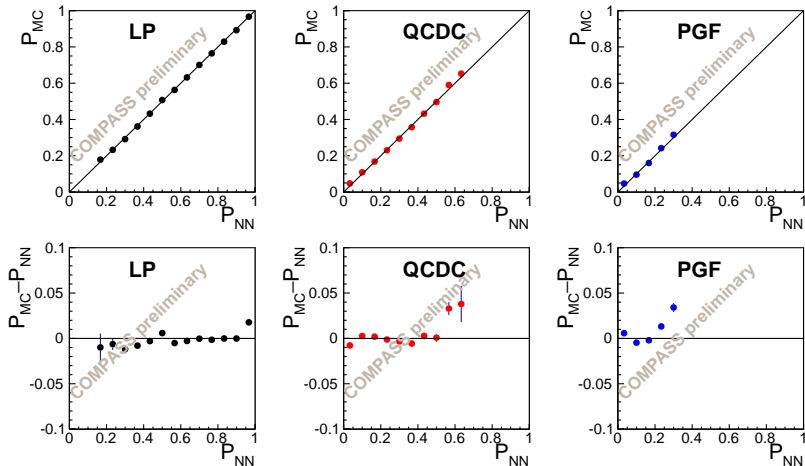 P_MC
LP
COMPASS preliminary
1
0.8
0.6
0.4
0.2
0
0 0.2 0.4 0.6 0.8 1
P_NN
P_MC
QCDC
COMPASS preliminary
1
0.8
0.6
0.4
0.2
0
0 0.2 0.4 0.6 0.8 1
P_NN
P_MC
PGF
COMPASS preliminary
1
0.8
0.6
0.4
0.2
0
0 0.2 0.4 0.6 0.8 1
P_NN
P_MC−P_NN
LP
COMPASS preliminary
0.1
0.05
0
-0.05
-0.1
0 0.2 0.4 0.6 0.8 1
P_NN
P_MC−P_NN
QCDC
COMPASS preliminary
0.1
0.05
0
-0.05
-0.1
0 0.2 0.4 0.6 0.8 1
P_NN
P_MC−P_NN
PGF
COMPASS preliminary
0.1
0.05
0
-0.05
-0.1
0 0.2 0.4 0.6 0.8 1
P_NN